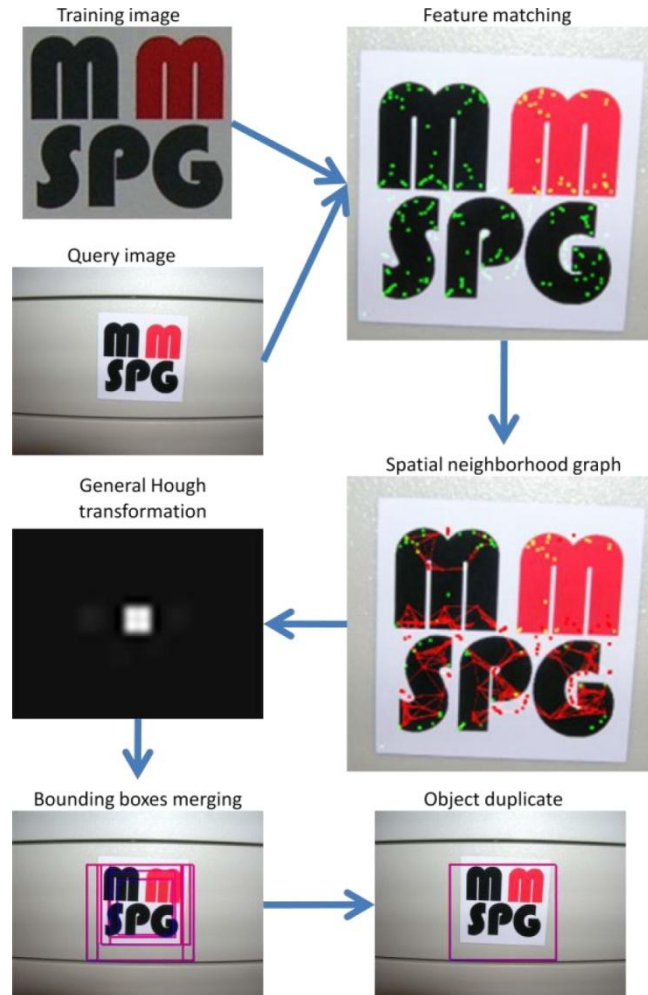 Training image
MM
SPG
Feature matching
MM
SPG
Query image
MM
SPG
Spatial neighborhood graph
MM
SPG
General Hough
transformation
Bounding boxes merging
MM
SPG
Object duplicate
MM
SPG